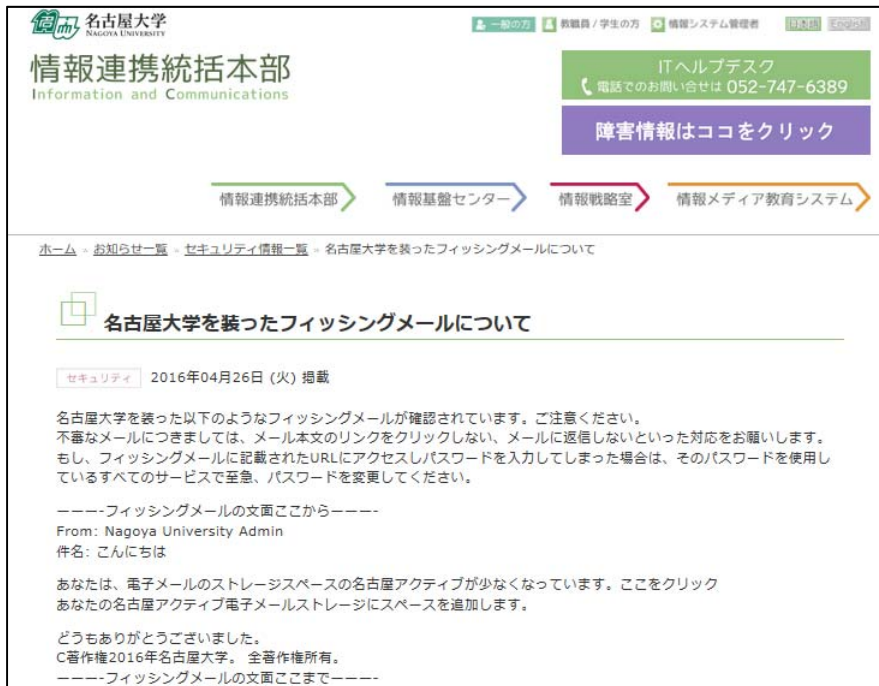 名古屋大学
NAGOYA UNIVERSITY
一般の方 教職員 / 学生の方 情報システム管理者 日本語 English
情報連携統括本部
Information and Communications
ITヘルプデスク
電話でのお問い合せは 052-747-6389
障害情報はココをクリック
情報連携統括本部 情報基盤センター 情報戦略室 情報メディア教育システム
ホーム » お知らせ一覧 » セキュリティ情報一覧 » 名古屋大学を装ったフィッシングメールについて
名古屋大学を装ったフィッシングメールについて
セキュリティ 2016年04月26日 (火) 掲載
名古屋大学を装った以下のようなフィッシングメールが確認されています。ご注意ください。
不審なメールにつきましては、メール本文のリンクをクリックしない、メールに返信しないといった対応をお願いします。
もし、フィッシングメールに記載されたURLにアクセスしパスワードを入力してしまった場合は、そのパスワードを使用し
ているすべてのサービスで至急、パスワードを変更してください。
ーーー-フィッシングメールの文面ここからーーー-
From: Nagoya University Admin
件名: こんにちは
あなたは、電子メールのストレージスペースの名古屋アクティブが少なくなっています。ここをクリック
あなたの名古屋アクティブ電子メールストレージにスペースを追加します。
どうもありがとうございました。
C著作権2016年名古屋大学。 全著作権所有。
ーーー-フィッシングメールの文面ここまでーーー-